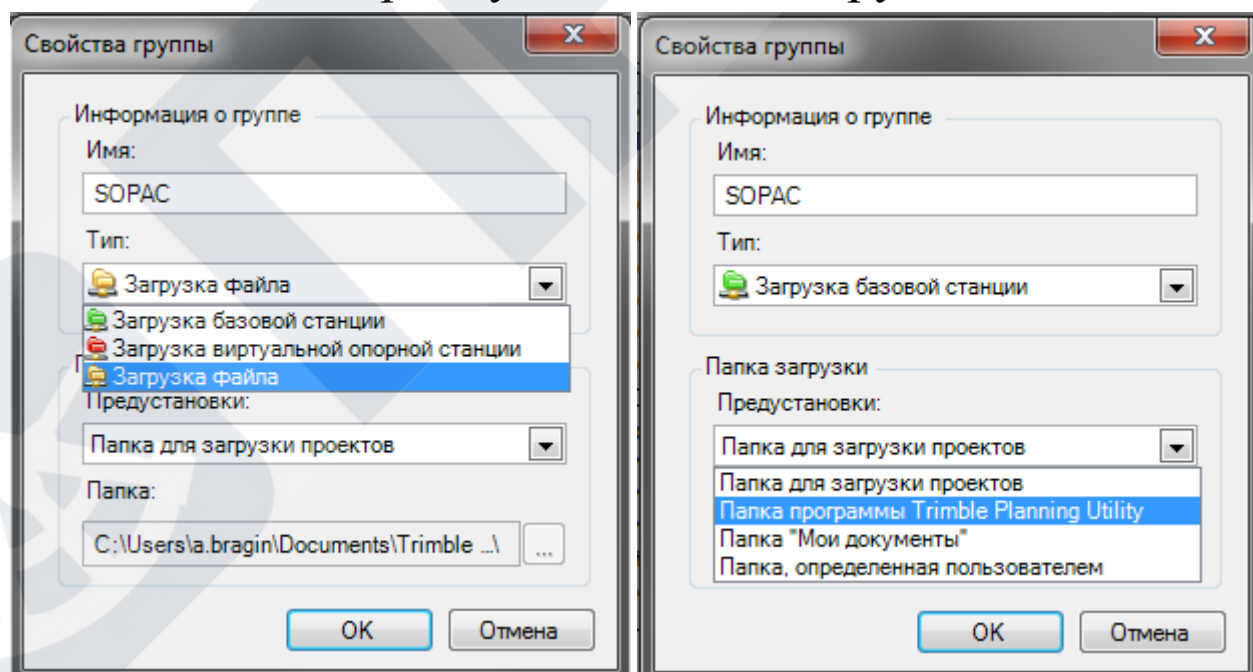 Свойства группы
Информация о группе
Имя:
SOPAC
Тип:
Загрузка файла
Загрузка базовой станции
Загрузка виртуальной опорной станции
Загрузка файла
Предустановки:
Папка для загрузки проектов
Папка:
C:\Users\a.bragin\Documents\Trimble ...\
...
OK
Отмена
Свойства группы
Информация о группе
Имя:
SOPAC
Тип:
Загрузка базовой станции
Папка загрузки
Предустановки:
Папка для загрузки проектов
Папка для загрузки проектов
Папка программы Trimble Planning Utility
Папка "Мои документы"
Папка, определенная пользователем
OK
Отмена